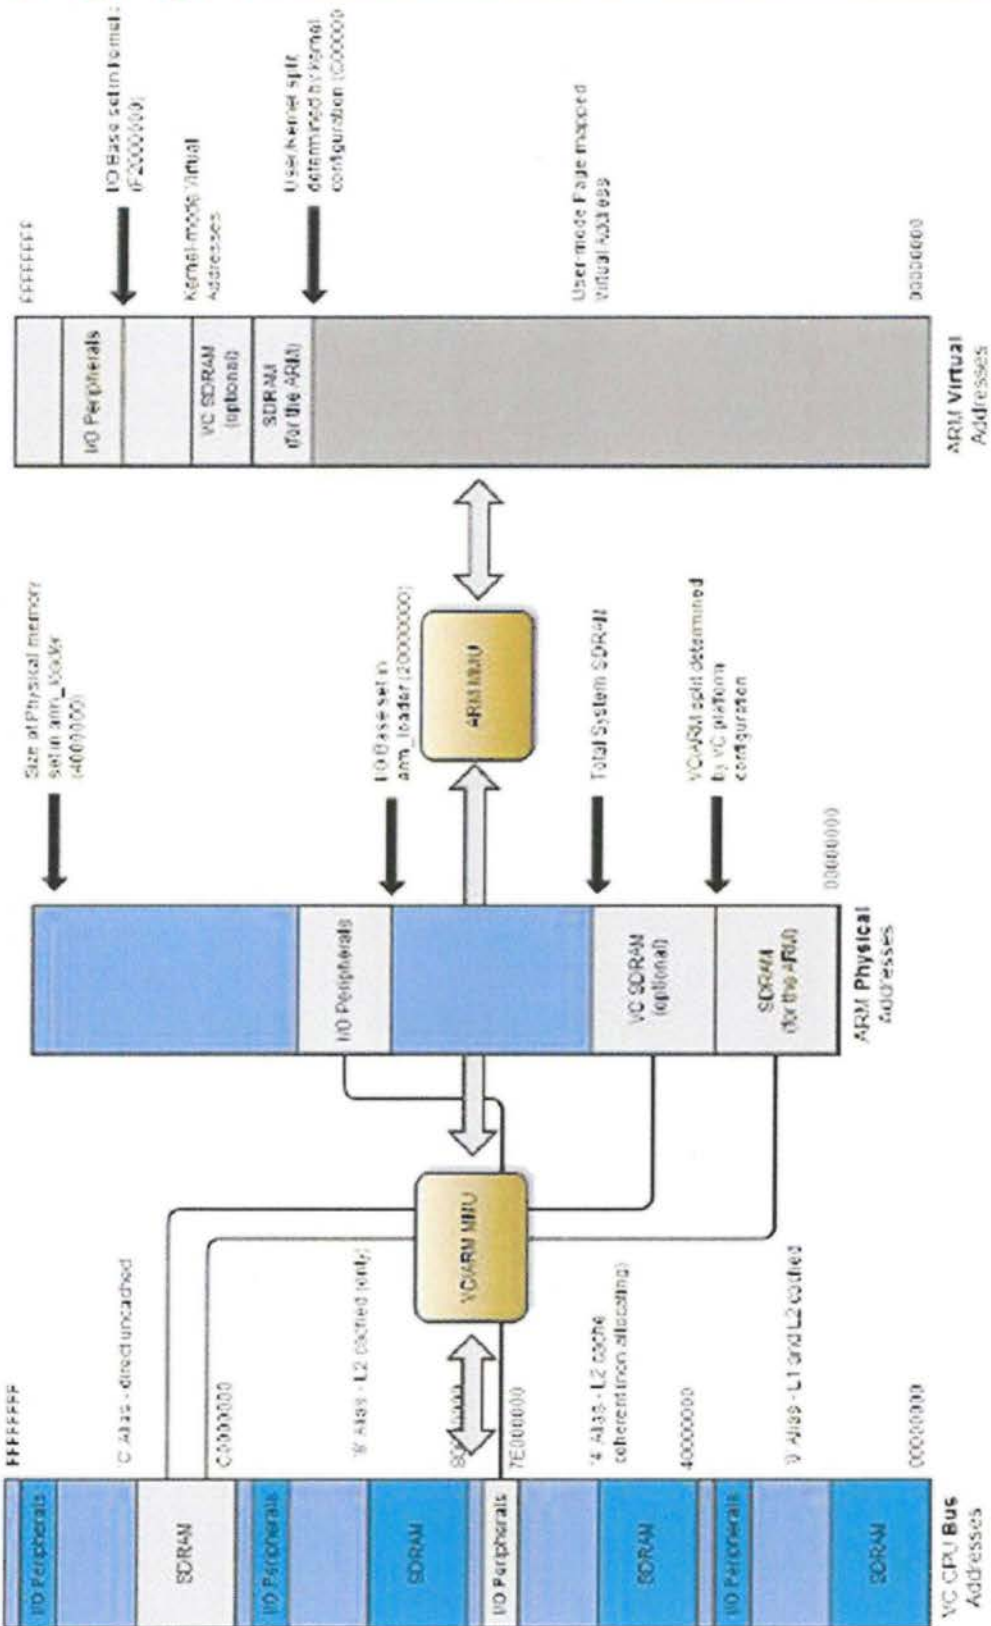 FFFFFFFF
I/O Peripherals
'C' Alias - direct uncached
SDRAM
C0000000
I/O Peripherals
'8' Alias - L2 cached (only)
SDRAM
7E000000
I/O Peripherals
'4' Alias - L2 cache
coherent (non allocating)
SDRAM
40000000
I/O Peripherals
'0' Alias - L1 and L2 cached
SDRAM
00000000
VC CPU Bus
Addresses
VC/ARM MMU
Size of Physical memory
set in arm_loader
I/O Peripherals
I/O Base set in
arm_loader (20000000)
Total System SDRAM
VC SDRAM
(optional)
VC/ARM split determined
by VC platform
configuration
SDRAM
(for the ARM)
00000000
ARM Physical
Addresses
ARM MMU
FFFFFFFF
I/O Peripherals
I/O Base set in kernel
(F2000000)
Kernel-mode Virtual
Addresses
VC SDRAM
(optional)
SDRAM
(for the ARM)
User/Kernel split
determined by kernel
configuration
User-mode Page mapped
Virtual Address
00000000
ARM Virtual
Addresses